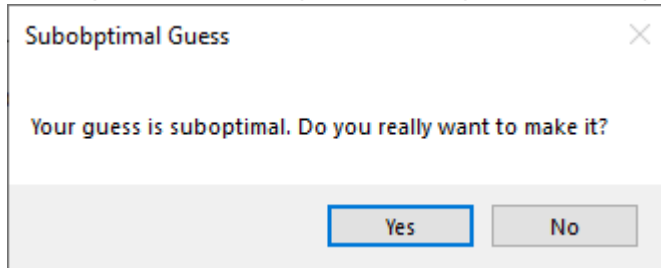 Subobptimal Guess
Your guess is suboptimal. Do you really want to make it?
Yes
No